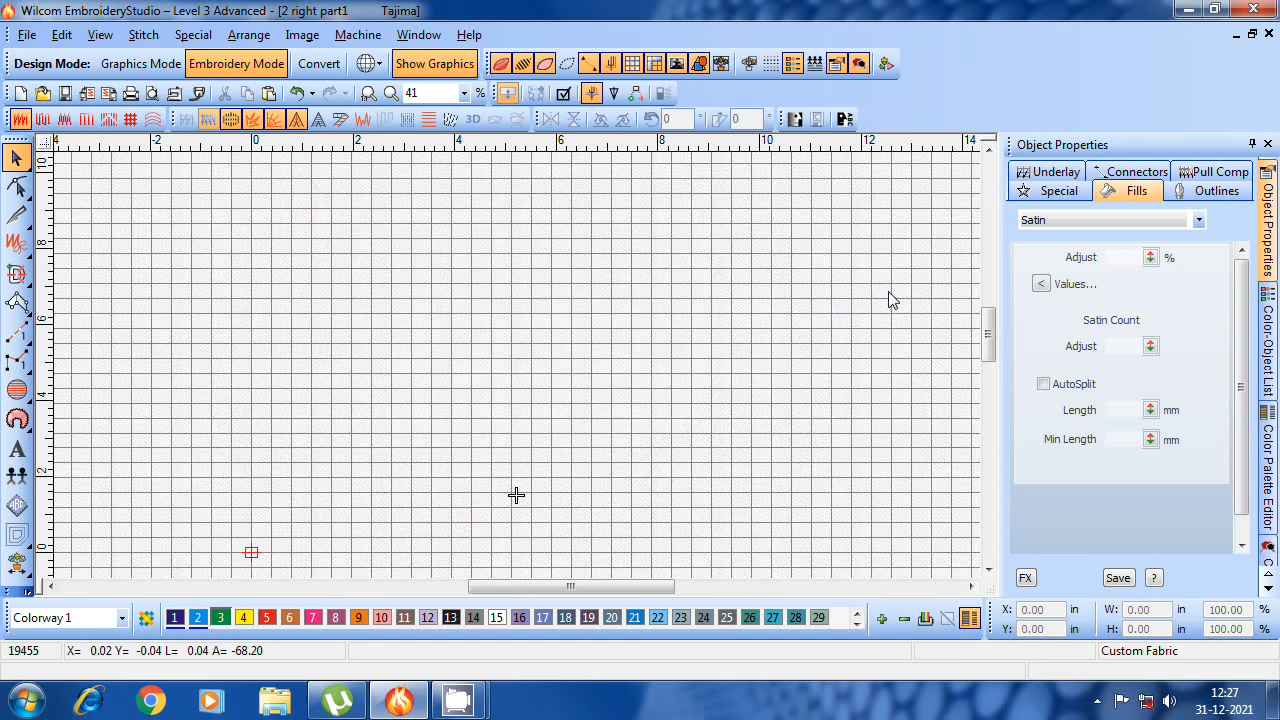 Wilcom EmbroideryStudio – Level 3 Advanced - [2 right part1 Tajima]
File Edit View Stitch Special Arrange Image Machine Window Help
Design Mode: Graphics Mode Embroidery Mode Convert Show Graphics
41 %
3D 0 ° 0 °
4 -2 0 2 4 6 8 10 12 14
10
8
6
4
2
0
A
ABC
Object Properties
Underlay Connectors Pull Comp
Special Fills Outlines
Satin
Adjust %
< Values...
Satin Count
Adjust
AutoSplit
Length mm
Min Length mm
FX Save ?
Object Properties
Color-Object List
Color Palette Editor
C
Colorway 1 1 2 3 4 5 6 7 8 9 10 11 12 13 14 15 16 17 18 19 20 21 22 23 24 25 26 27 28 29
X: 0.00 in W: 0.00 in 100.00 %
Y: 0.00 in H: 0.00 in 100.00 %
19455 X= 0.02 Y= -0.04 L= 0.04 A= -68.20 Custom Fabric
12:27
31-12-2021